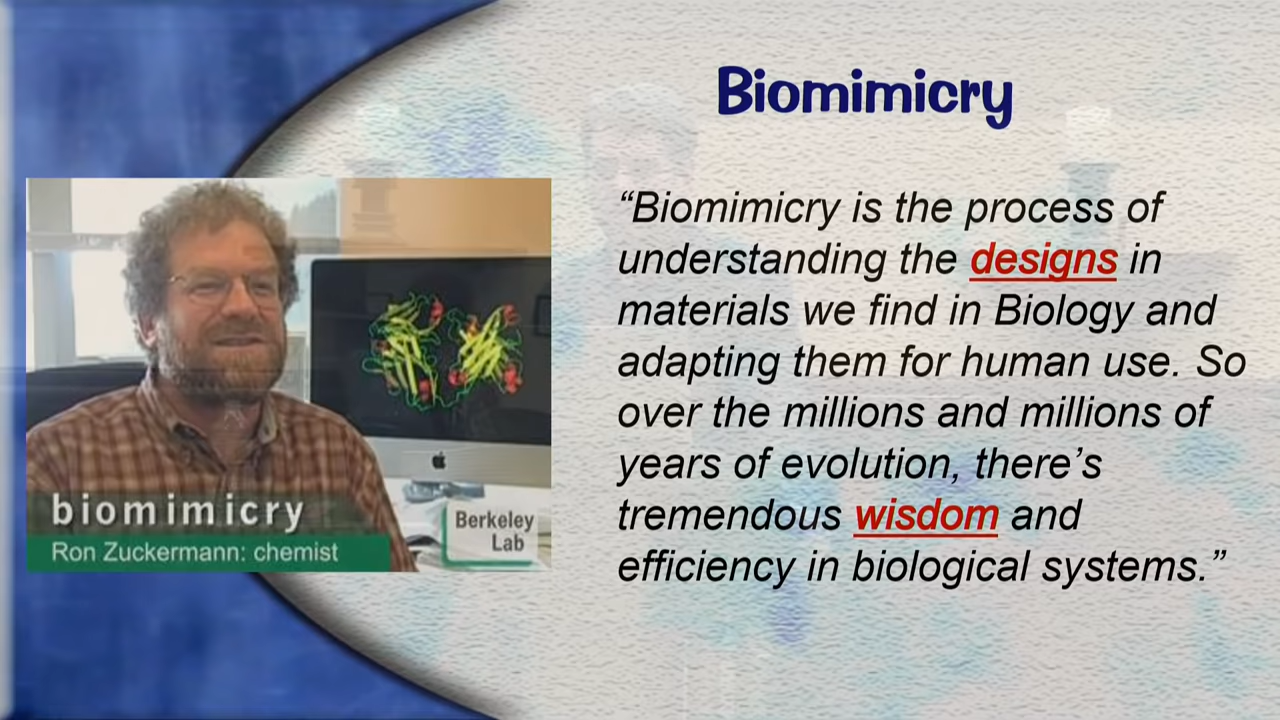 Biomimicry
“Biomimicry is the process of
understanding the designs in
materials we find in Biology and
adapting them for human use. So
over the millions and millions of
years of evolution, there’s
tremendous wisdom and
efficiency in biological systems.”
biomimicry
Ron Zuckermann: chemist
Berkeley
Lab